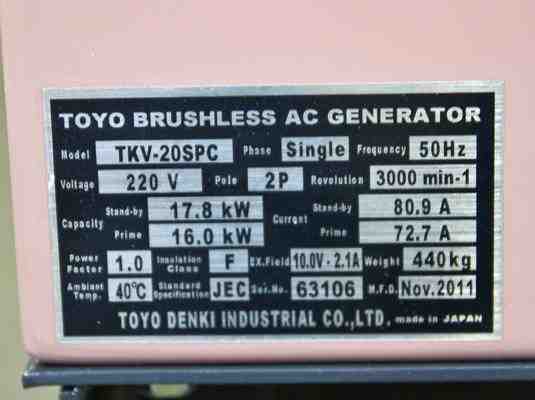 TOYO BRUSHLESS AC GENERATOR
Model TKV-20SPC Phase Single Frequency 50Hz
Voltage 220 V Pole 2P Revolution 3000 min-1
Capacity Stand-by 17.8 kW Current Stand-by 80.9 A
Prime 16.0 kW Prime 72.7 A
Power Factor 1.0 Insulation Class F EX.Field 10.0V-2.1A Weight 440kg
Ambiant Temp. 40°C Standard Specification JEC Ser.No. 63106 M.F.D. Nov.2011
TOYO DENKI INDUSTRIAL CO.,LTD. made in JAPAN